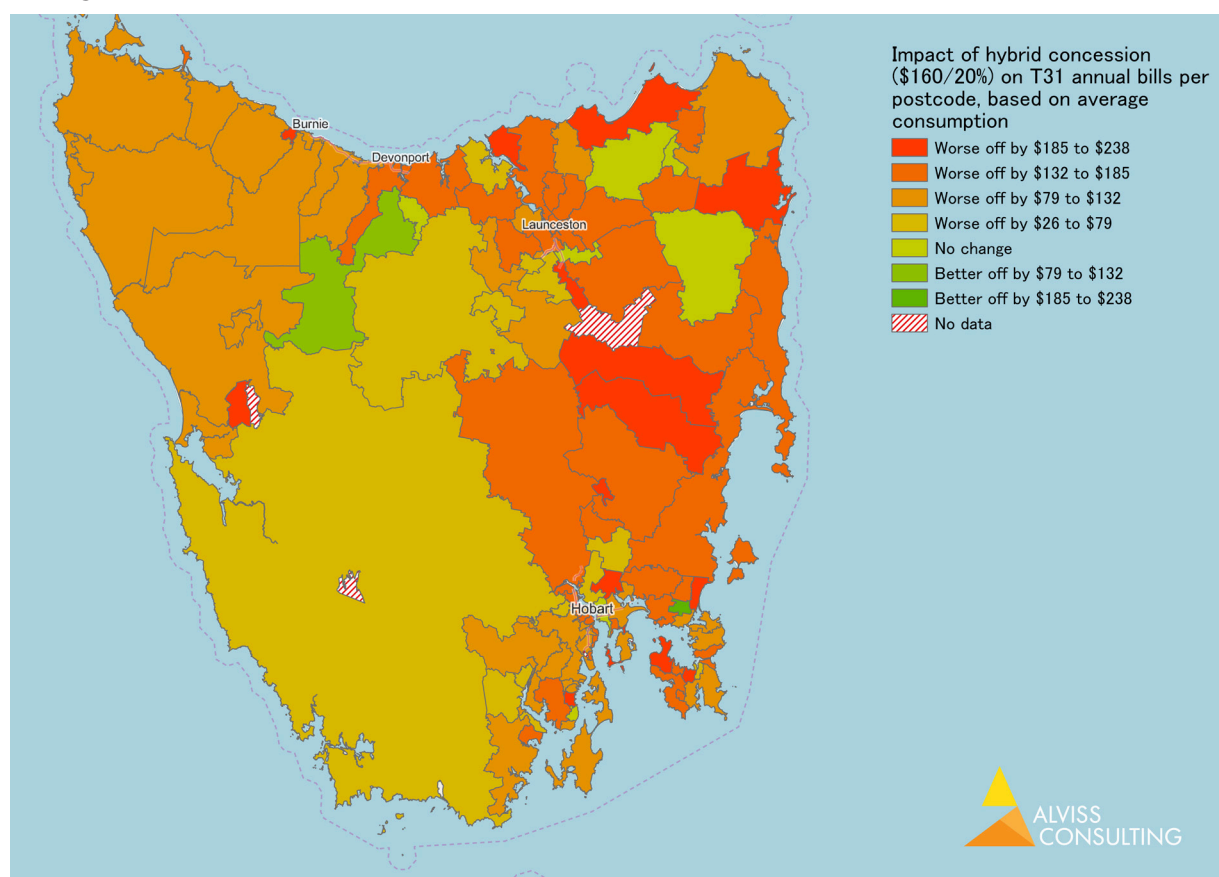 Impact of hybrid concession
($160/20%) on T31 annual bills per
postcode, based on average
consumption
Worse off by $185 to $238
Worse off by $132 to $185
Worse off by $79 to $132
Worse off by $26 to $79
No change
Better off by $79 to $132
Better off by $185 to $238
No data
Burnie
Devonport
Launceston
Hobart
ALVISS
CONSULTING